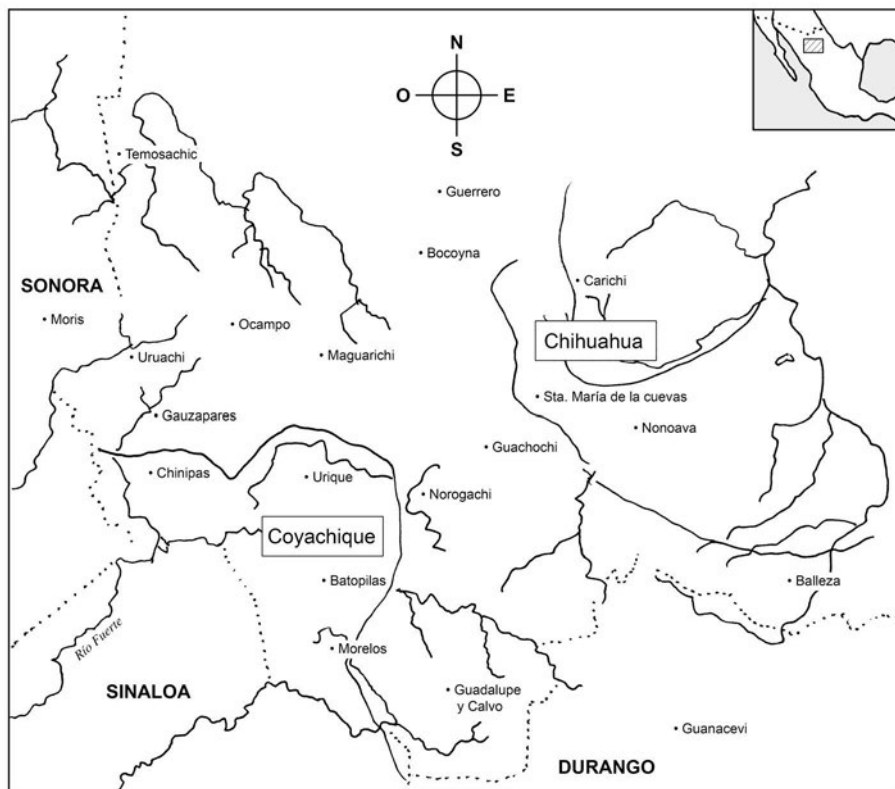 N
O
E
S
Temosachic
Guerrero
Bocoyna
SONORA
Carichi
Moris
Ocampo
Chihuahua
Uruachi
Maguarichi
Sta. María de la cuevas
Gauzapares
Nonoava
Guachochi
Chinipas
Urique
Norogachi
Coyachique
Batopilas
Balleza
Río Fuerte
Morelos
SINALOA
Guadalupe
y Calvo
Guanacevi
DURANGO